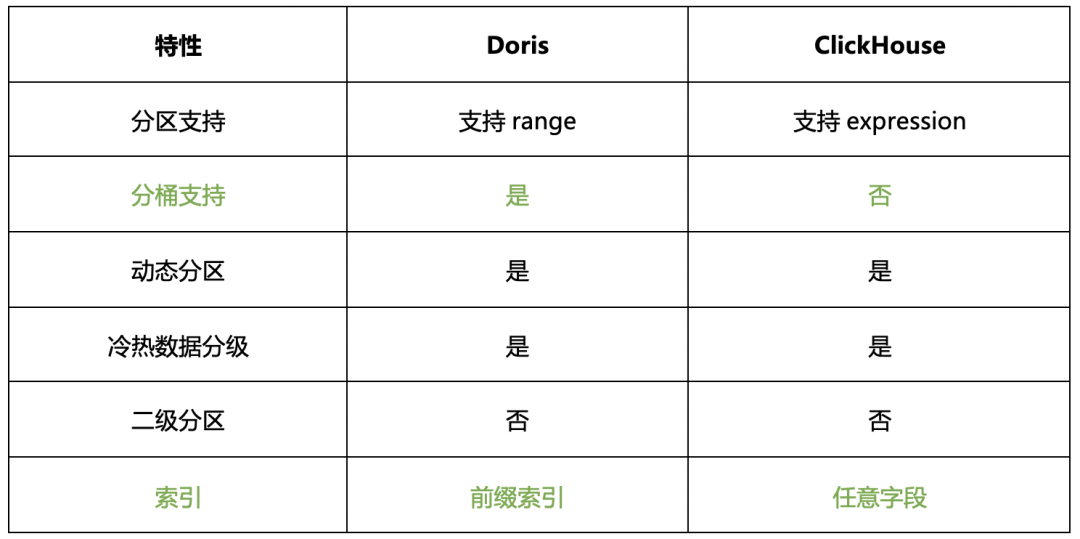 特性 Doris ClickHouse
分区支持 支持 range 支持 expression
分桶支持 是 否
动态分区 是 是
冷热数据分级 是 是
二级分区 否 否
索引 前缀索引 任意字段